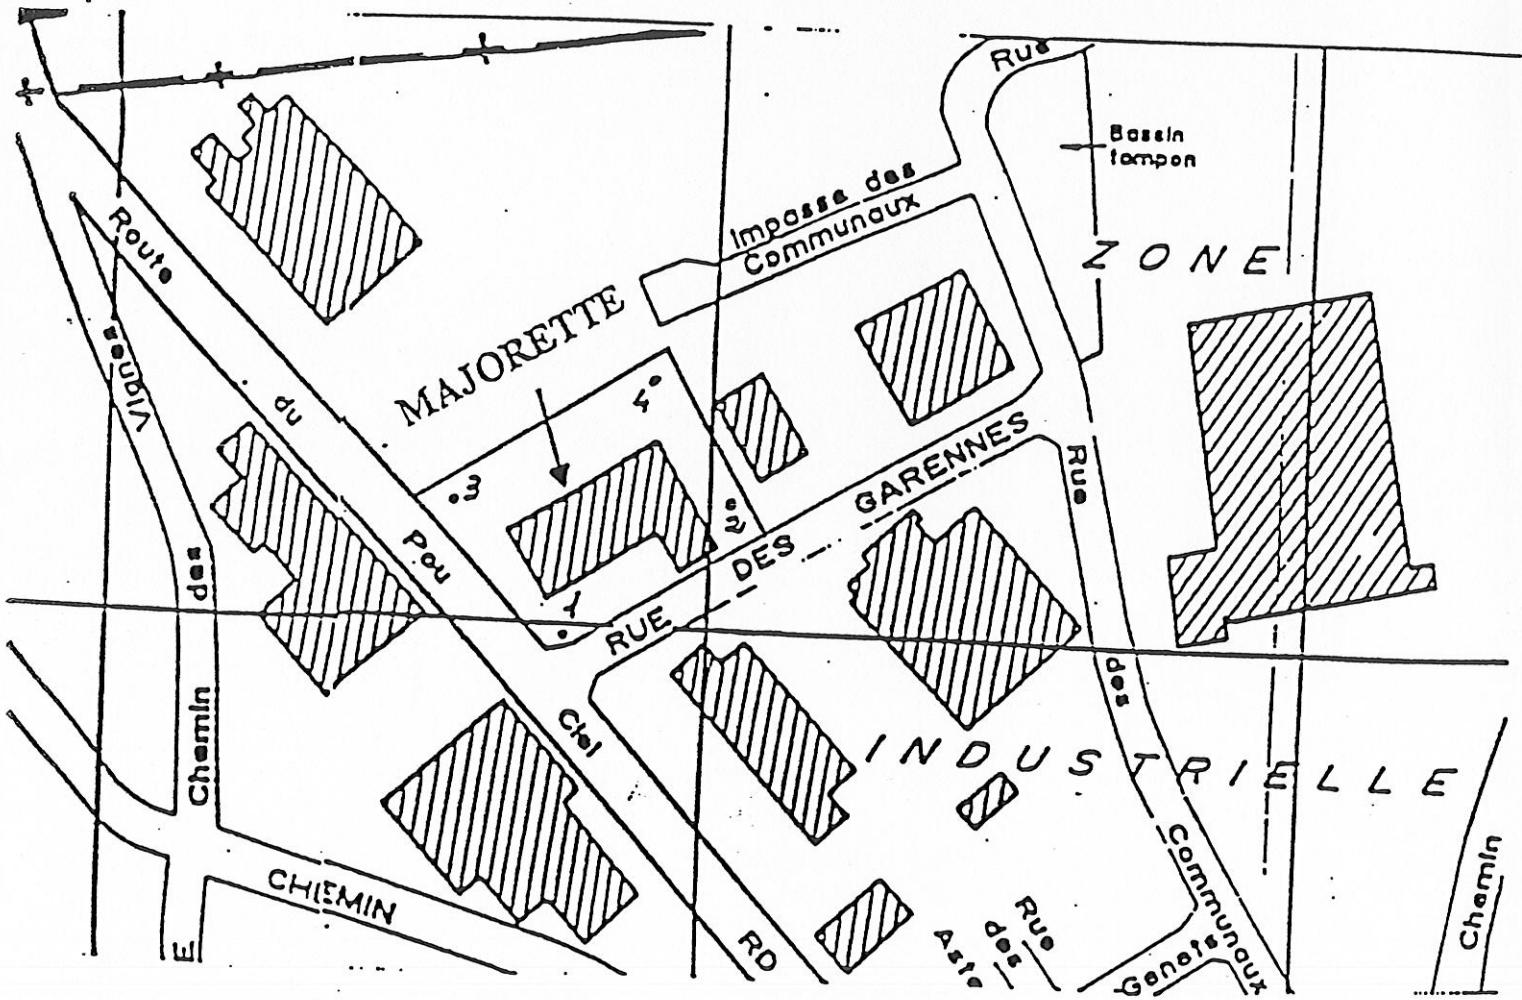 Rue
Bassin
tampon
Impasse des
Communaux
ZONE
Route
du
Pou
Ciel
RD
MAJORETTE
4
3
2
1
Vignes
des
Chemin
RUE DES GARENNES
Rue
des
Communaux
INDUSTRIELLE
CHEMIN
E
Rue
des
Aste
Genets
Chemin